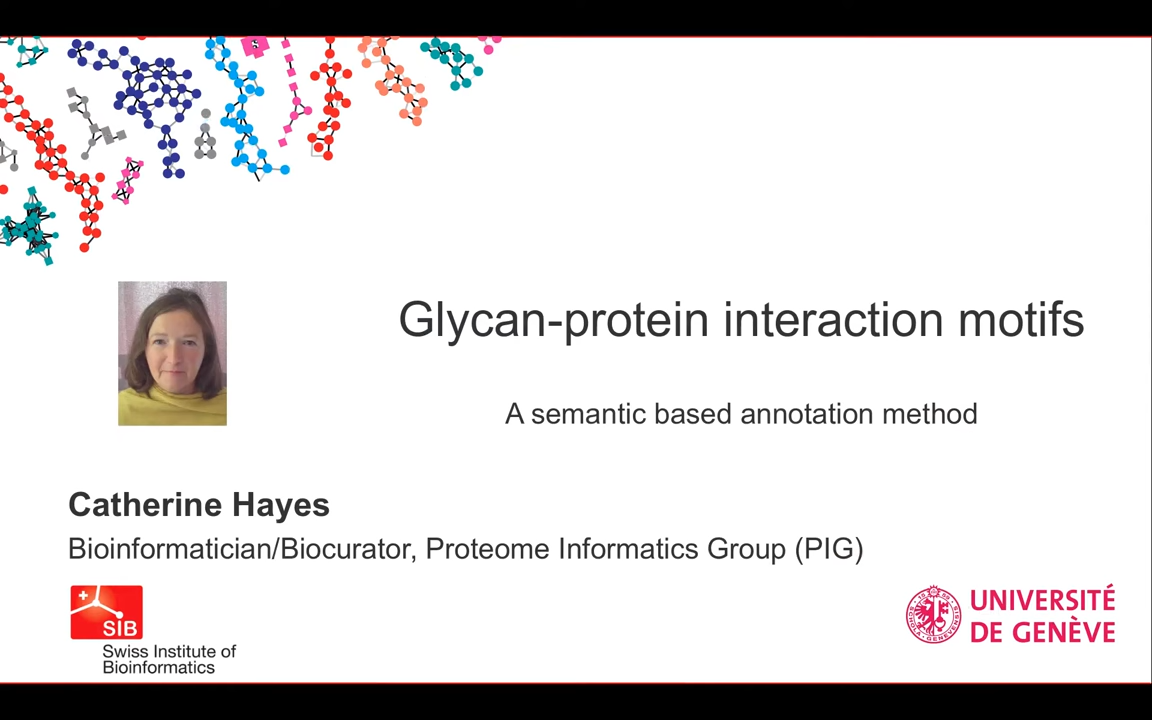 Glycan-protein interaction motifs
A semantic based annotation method
Catherine Hayes
Bioinformatician/Biocurator, Proteome Informatics Group (PIG)
SIB
Swiss Institute of
Bioinformatics
UNIVERSITÉ
DE GENÈVE